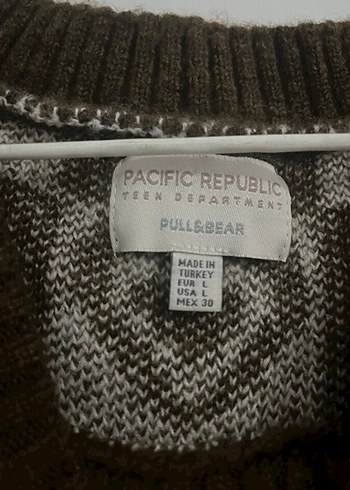 PACIFIC REPUBLIC
TEEN DEPARTMENT
PULL&BEAR
MADE IN
TURKEY
EUR L
USA L
MEX 30